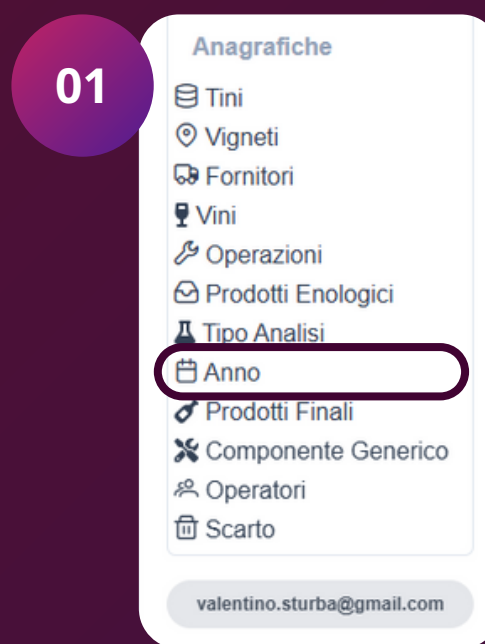 01
Anagrafiche
Tini
Vigneti
Fornitori
Vini
Operazioni
Prodotti Enologici
Tipo Analisi
Anno
Prodotti Finali
Componente Generico
Operatori
Scarto
valentino.sturba@gmail.com